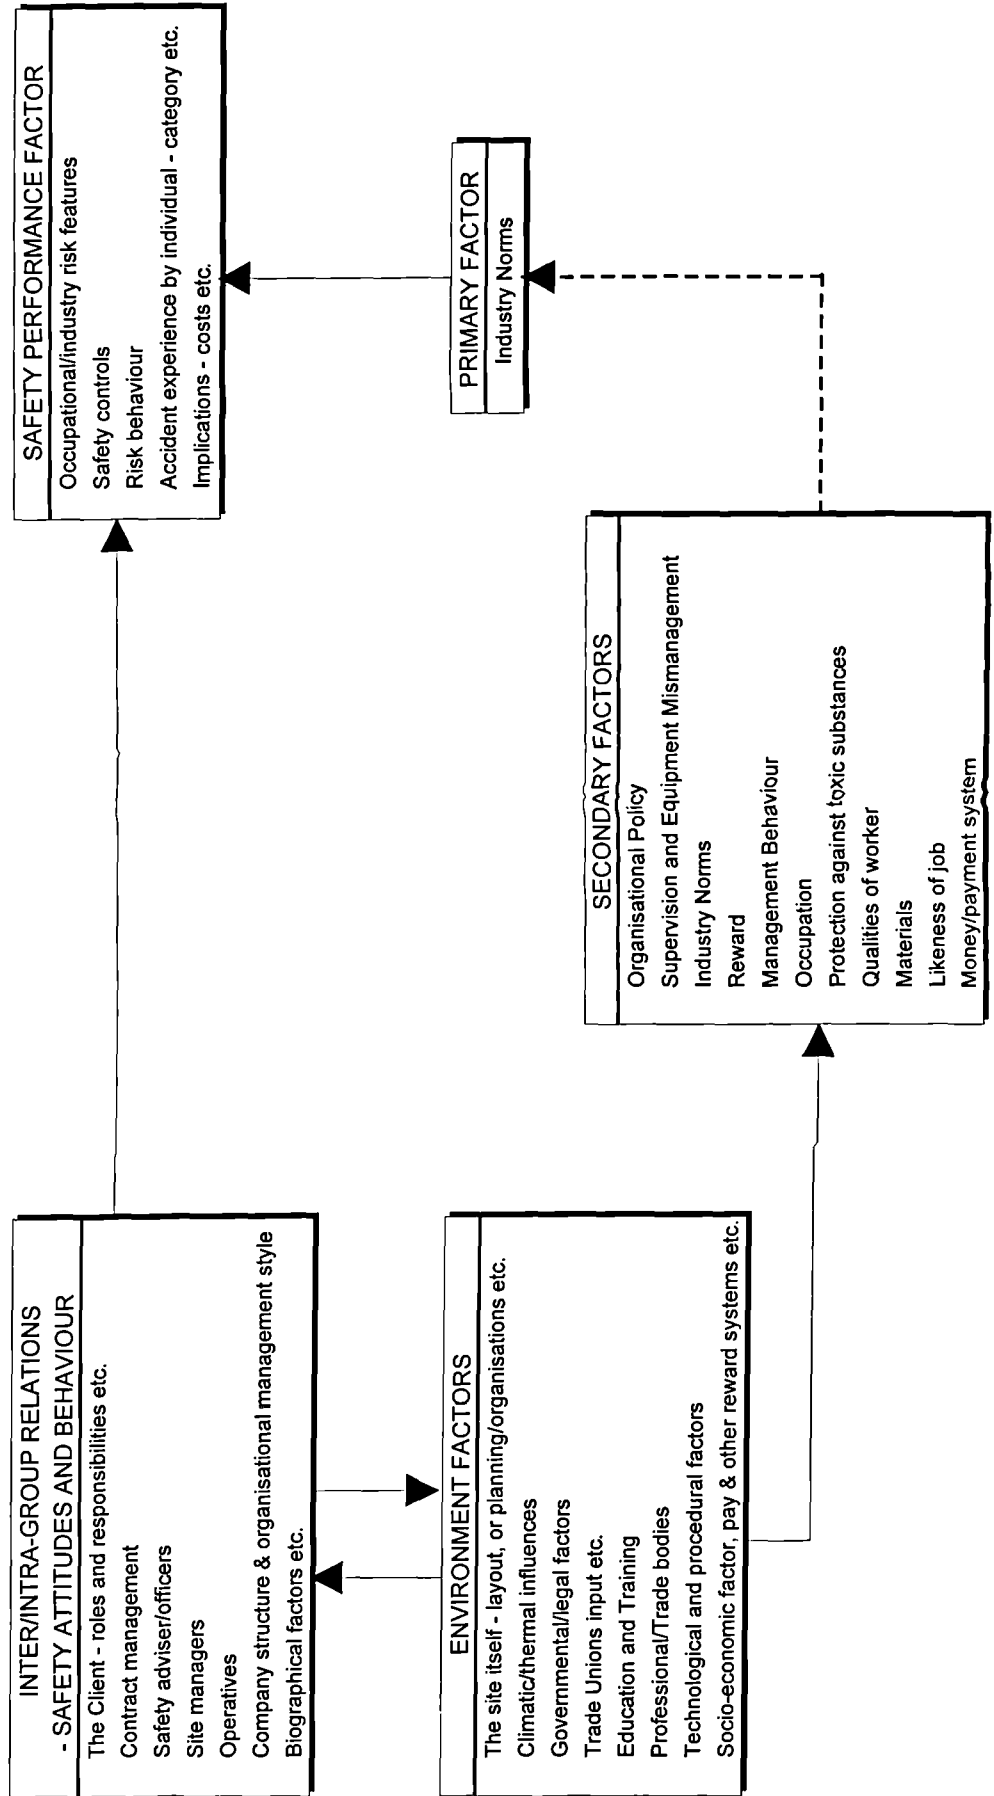 INTER/INTRA-GROUP RELATIONS
- SAFETY ATTITUDES AND BEHAVIOUR
The Client - roles and responsibilities etc.
Contract management
Safety adviser/officers
Site managers
Operatives
Company structure & organisational management style
Biographical factors etc.
SAFETY PERFORMANCE FACTOR
Occupational/industry risk features
Safety controls
Risk behaviour
Accident experience by individual - category etc.
Implications - costs etc.
ENVIRONMENT FACTORS
The site itself - layout, or planning/organisations etc.
Climatic/thermal influences
Governmental/legal factors
Trade Unions input etc.
Education and Training
Professional/Trade bodies
Technological and procedural factors
Socio-economic factor, pay & other reward systems etc.
PRIMARY FACTOR
Industry Norms
SECONDARY FACTORS
Organisational Policy
Supervision and Equipment Mismanagement
Industry Norms
Reward
Management Behaviour
Occupation
Protection against toxic substances
Qualities of worker
Materials
Likeness of job
Money/payment system